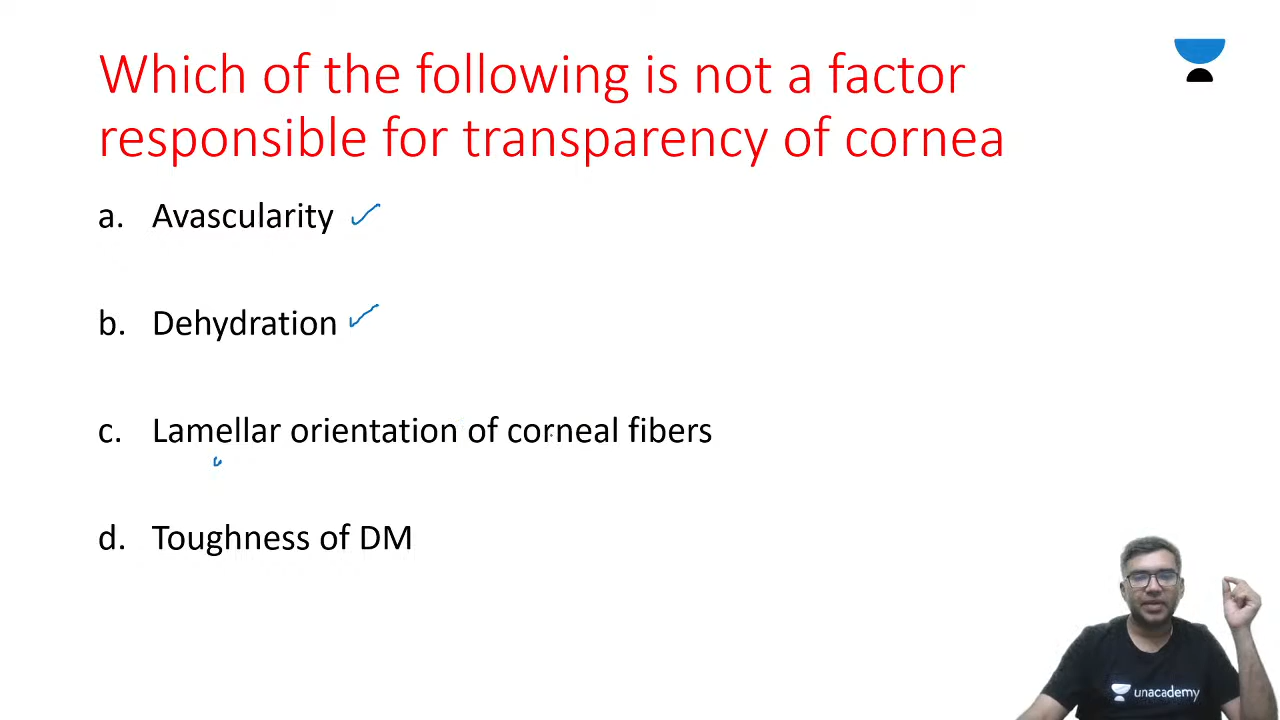 Which of the following is not a factor
responsible for transparency of cornea
a. Avascularity
b. Dehydration
c. Lamellar orientation of corneal fibers
d. Toughness of DM
unacademy